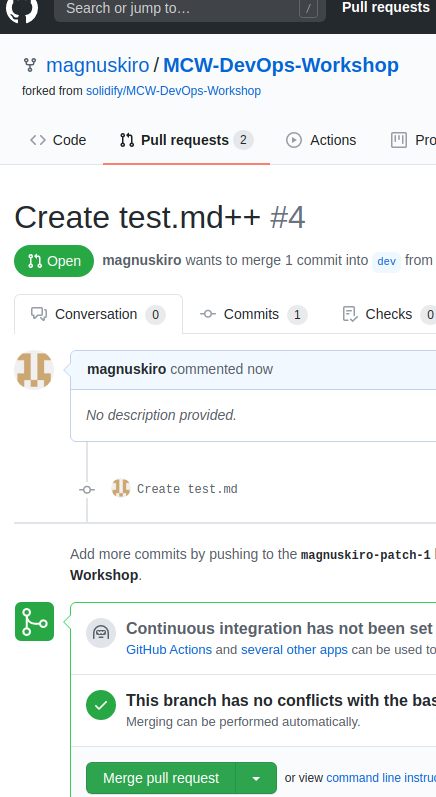 Search or jump to… / Pull requests
magnuskiro / MCW-DevOps-Workshop
forked from solidify/MCW-DevOps-Workshop
Code Pull requests 2 Actions Pro
Create test.md++ #4
Open magnuskiro wants to merge 1 commit into dev from
Conversation 0 Commits 1 Checks 0
magnuskiro commented now
No description provided.
Create test.md
Add more commits by pushing to the magnuskiro-patch-1
Workshop.
Continuous integration has not been set
GitHub Actions and several other apps can be used to
This branch has no conflicts with the bas
Merging can be performed automatically.
Merge pull request or view command line instruc